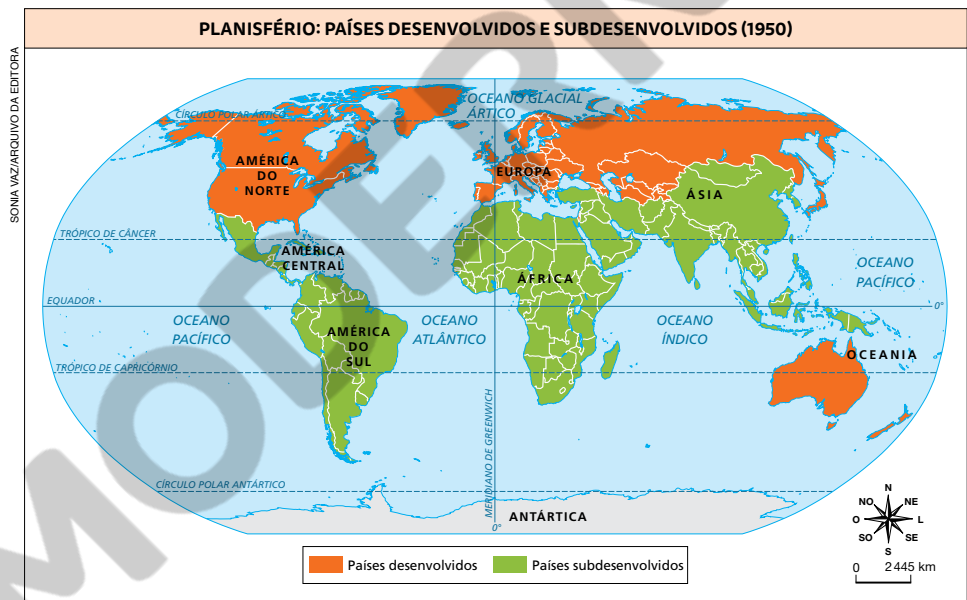 PLANISFÉRIO: PAÍSES DESENVOLVIDOS E SUBDESENVOLVIDOS (1950)
SONIA VAZ/ARQUIVO DA EDITORA
OCEANO GLACIAL
ÁRTICO
CÍRCULO POLAR ÁRTICO
AMÉRICA
DO
NORTE
EUROPA
ÁSIA
TRÓPICO DE CÂNCER
AMÉRICA
CENTRAL
ÁFRICA
OCEANO
PACÍFICO
EQUADOR
0°
OCEANO
PACÍFICO
AMÉRICA
DO
SUL
OCEANO
ATLÂNTICO
OCEANO
ÍNDICO
OCEANIA
TRÓPICO DE CAPRICÓRNIO
MERIDIANO DE GREENWICH
CÍRCULO POLAR ANTÁRTICO
ANTÁRTICA
0°
N
NO NE
O L
SO SE
S
0 2 445 km
Países desenvolvidos Países subdesenvolvidos
MODERN